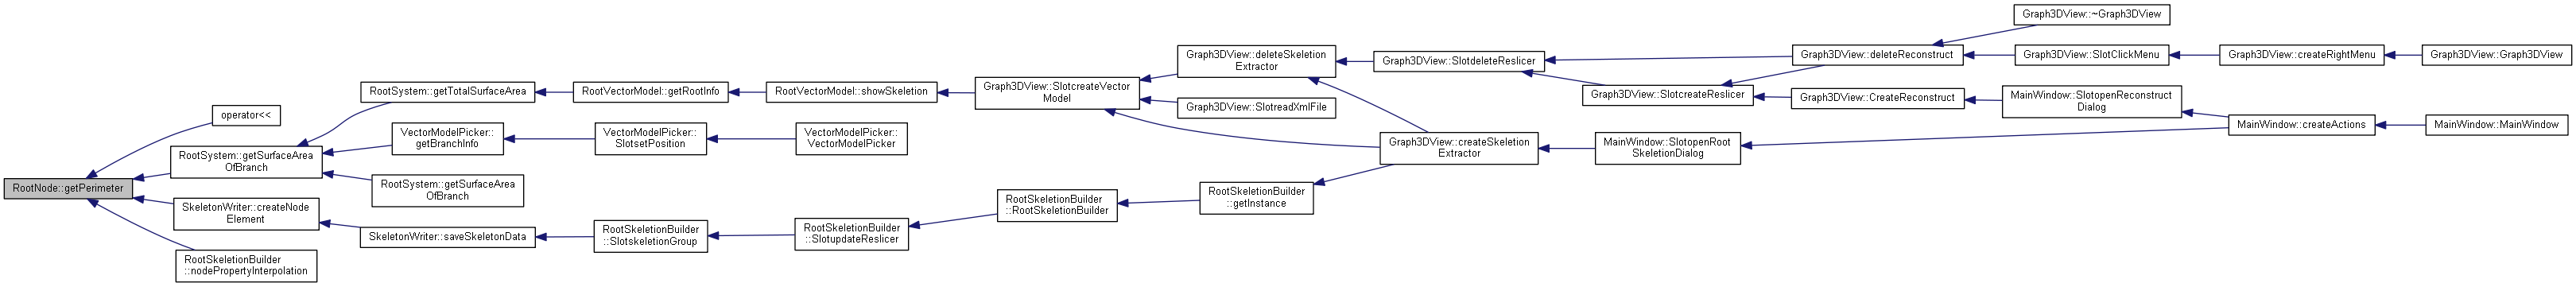 RootNode::getPerimeter
operator<<
RootSystem::getSurfaceArea
OfBranch
SkeletonWriter::createNode
Element
RootSkeletionBuilder
::nodePropertyInterpolation
RootSystem::getTotalSurfaceArea
VectorModelPicker::
getBranchInfo
RootSystem::getSurfaceArea
OfBranch
SkeletonWriter::saveSkeletonData
RootVectorModel::getRootInfo
VectorModelPicker::
SlotsetPosition
RootSkeletionBuilder
::SlotskeletionGroup
RootVectorModel::showSkeletion
VectorModelPicker::
VectorModelPicker
RootSkeletionBuilder
::SlotupdateReslicer
Graph3DView::SlotcreateVector
Model
RootSkeletionBuilder
::RootSkeletionBuilder
Graph3DView::deleteSkeletion
Extractor
Graph3DView::SlotreadXmlFile
RootSkeletionBuilder
::getInstance
Graph3DView::SlotdeleteReslicer
Graph3DView::createSkeletion
Extractor
Graph3DView::SlotcreateReslicer
MainWindow::SlotopenRoot
SkeletionDialog
Graph3DView::deleteReconstruct
Graph3DView::CreateReconstruct
Graph3DView::~Graph3DView
Graph3DView::SlotClickMenu
MainWindow::SlotopenReconstruct
Dialog
Graph3DView::createRightMenu
MainWindow::createActions
Graph3DView::Graph3DView
MainWindow::MainWindow